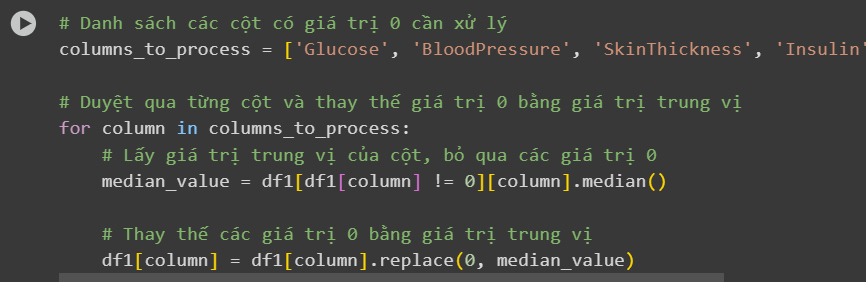 # Danh sách các cột có giá trị 0 cần xử lý
columns_to_process = ['Glucose', 'BloodPressure', 'SkinThickness', 'Insulin'
# Duyệt qua từng cột và thay thế giá trị 0 bằng giá trị trung vị
for column in columns_to_process:
# Lấy giá trị trung vị của cột, bỏ qua các giá trị 0
median_value = df1[df1[column] != 0][column].median()
# Thay thế các giá trị 0 bằng giá trị trung vị
df1[column] = df1[column].replace(0, median_value)